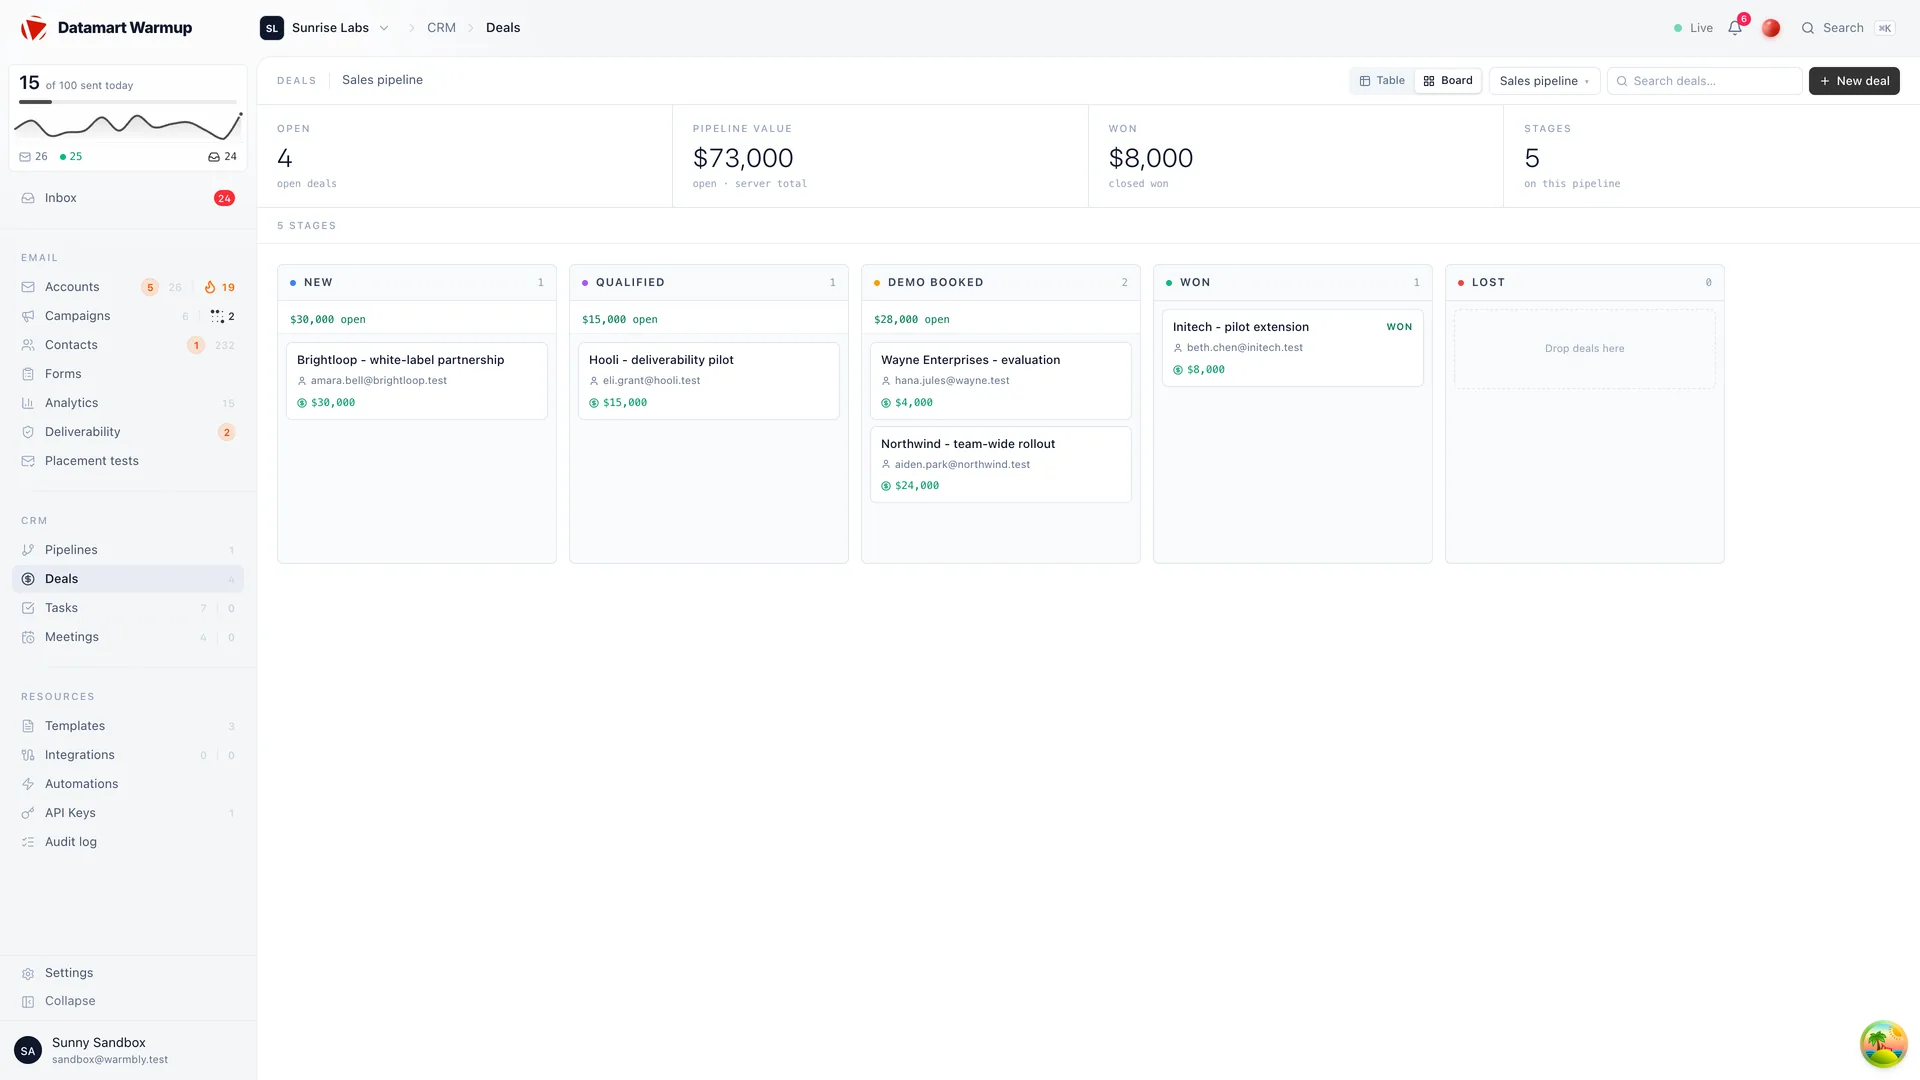 Datamart Warmup
SL Sunrise Labs CRM Deals
Live 6 Search ⌘K
15 of 100 sent today
26 25 24
Inbox 24
EMAIL
Accounts 5 26 19
Campaigns 6 2
Contacts 1 232
Forms
Analytics 15
Deliverability 2
Placement tests
CRM
Pipelines 1
Deals 4
Tasks 7 0
Meetings 4 0
RESOURCES
Templates 3
Integrations 0 0
Automations
API Keys 1
Audit log
Settings
Collapse
SA Sunny Sandbox
sandbox@warmbly.test
DEALS Sales pipeline
Table Board Sales pipeline Search deals... + New deal
OPEN
4
open deals
PIPELINE VALUE
$73,000
open · server total
WON
$8,000
closed won
STAGES
5
on this pipeline
5 STAGES
NEW 1
$30,000 open
Brightloop - white-label partnership
amara.bell@brightloop.test
$30,000
QUALIFIED 1
$15,000 open
Hooli - deliverability pilot
eli.grant@hooli.test
$15,000
DEMO BOOKED 2
$28,000 open
Wayne Enterprises - evaluation
hana.jules@wayne.test
$4,000
Northwind - team-wide rollout
aiden.park@northwind.test
$24,000
WON 1
Initech - pilot extension WON
beth.chen@initech.test
$8,000
LOST 0
Drop deals here